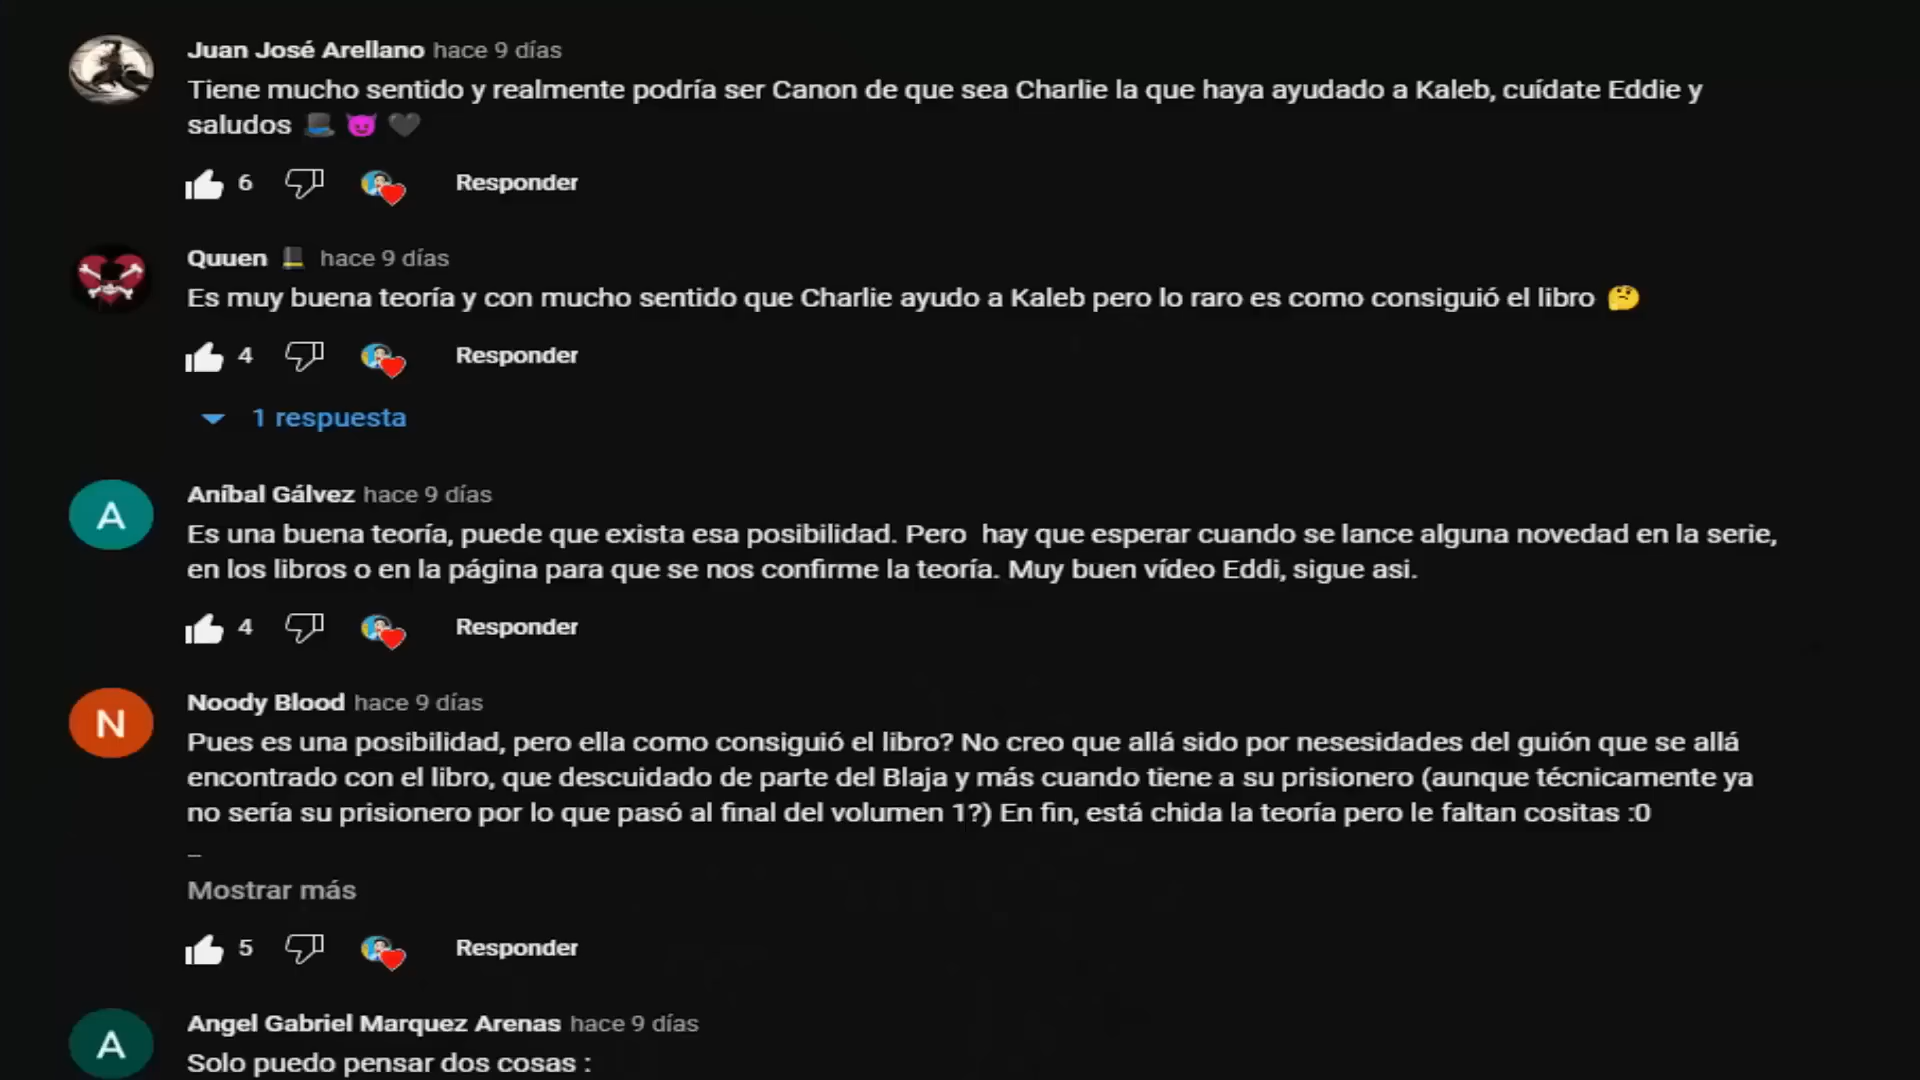 Juan José Arellano hace 9 días
Tiene mucho sentido y realmente podría ser Canon de que sea Charlie la que haya ayudado a Kaleb, cuídate Eddie y
saludos 🎩 😈 🖤
6 Responder
Quuen 🎩 hace 9 días
Es muy buena teoría y con mucho sentido que Charlie ayudo a Kaleb pero lo raro es como consiguió el libro 🤔
4 Responder
1 respuesta
A
Aníbal Gálvez hace 9 días
Es una buena teoría, puede que exista esa posibilidad. Pero  hay que esperar cuando se lance alguna novedad en la serie,
en los libros o en la página para que se nos confirme la teoría. Muy buen vídeo Eddi, sigue asi.
4 Responder
N
Noody Blood hace 9 días
Pues es una posibilidad, pero ella como consiguió el libro? No creo que allá sido por nesesidades del guión que se allá
encontrado con el libro, que descuidado de parte del Blaja y más cuando tiene a su prisionero (aunque técnicamente ya
no sería su prisionero por lo que pasó al final del volumen 1?) En fin, está chida la teoría pero le faltan cositas :0
_
Mostrar más
5 Responder
A
Angel Gabriel Marquez Arenas hace 9 días
Solo puedo pensar dos cosas :